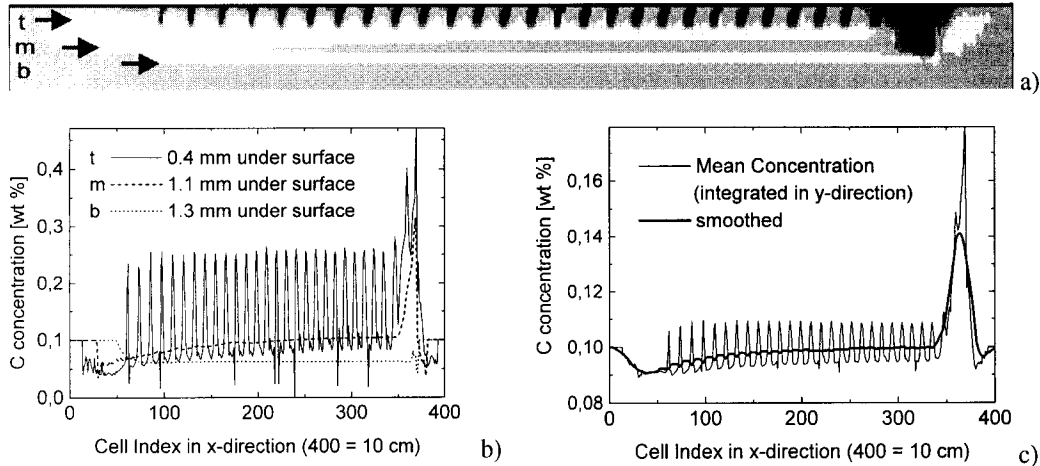 t
m
b
a)
C concentration [wt %]
0,4
0.3
0.2
0.1
0,0
t 0.4 mm under surface
m 1.1 mm under surface
b 1.3 mm under surface
0 100 200 300 400
Cell Index in x-direction (400 = 10 cm)
b)
C concentration [wt %]
0,16
0,14
0,12
0,10
0,08
Mean Concentration
(integrated in y-direction)
smoothed
0 100 200 300 400
Cell Index in x-direction (400 = 10 cm)
c)